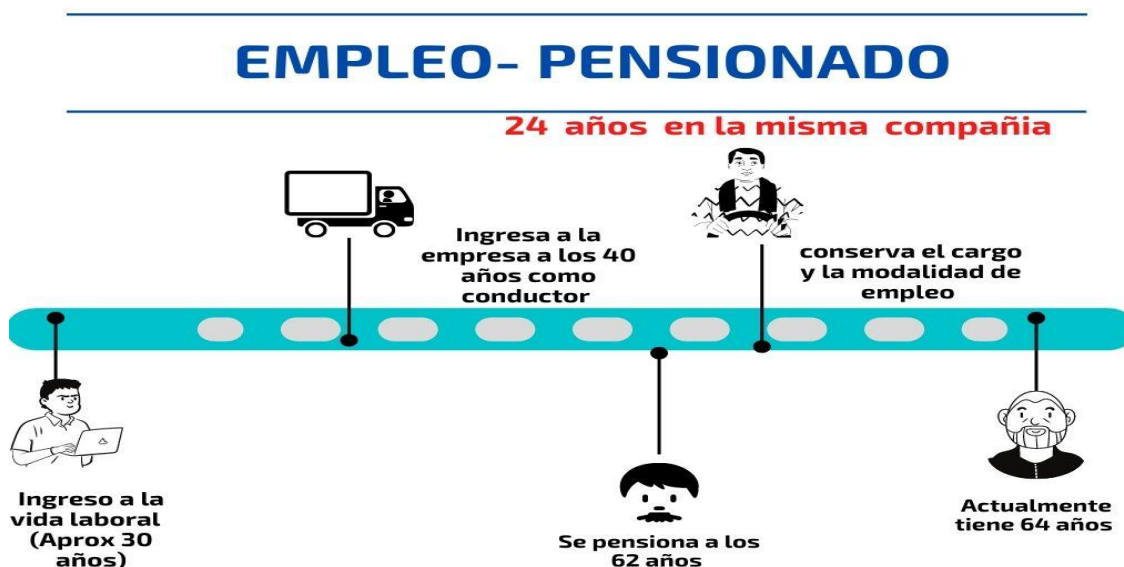 EMPLEO- PENSIONADO
24 años en la misma compañia
Ingresa a la
empresa a los 40
años como
conductor
conserva el cargo
y la modalidad de
empleo
Ingreso a la
vida laboral
(Aprox 30
años)
Se pensiona a los
62 años
Actualmente
tiene 64 años